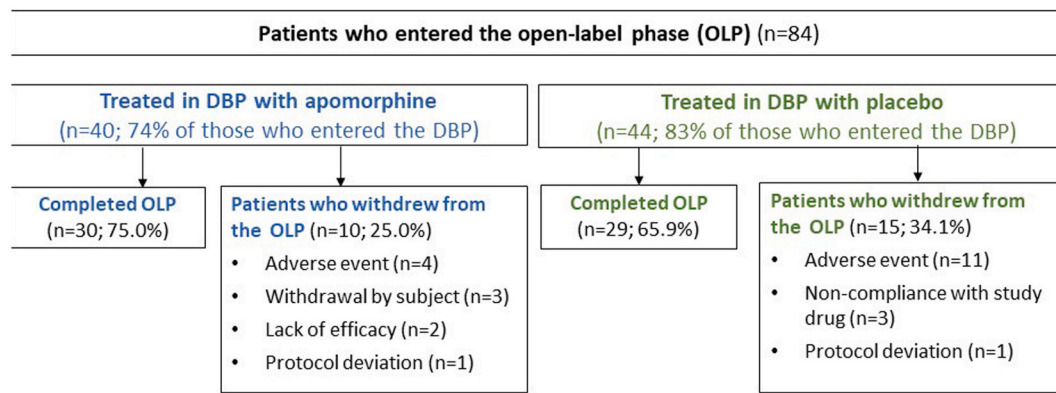 Patients who entered the open-label phase (OLP) (n=84)
Treated in DBP with apomorphine
(n=40; 74% of those who entered the DBP)
Treated in DBP with placebo
(n=44; 83% of those who entered the DBP)
Completed OLP
(n=30; 75.0%)
Patients who withdrew from
the OLP (n=10; 25.0%)
• Adverse event (n=4)
• Withdrawal by subject (n=3)
• Lack of efficacy (n=2)
• Protocol deviation (n=1)
Completed OLP
(n=29; 65.9%)
Patients who withdrew from
the OLP (n=15; 34.1%)
• Adverse event (n=11)
• Non-compliance with study
drug (n=3)
• Protocol deviation (n=1)